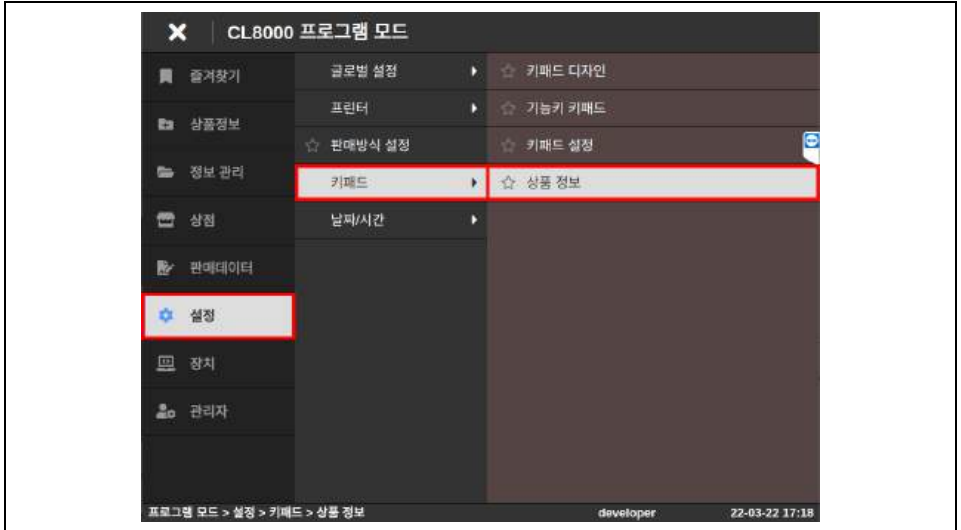 CL8000 프로그램 모드
즐겨찾기
상품정보
정보 관리
상점
판매데이터
설정
장치
관리자
글로벌 설정
프린터
판매방식 설정
키패드
날짜/시간
키패드 디자인
기능키 키패드
키패드 설정
상품 정보
프로그램 모드 > 설정 > 키패드 > 상품 정보 developer 22-03-22 17:18